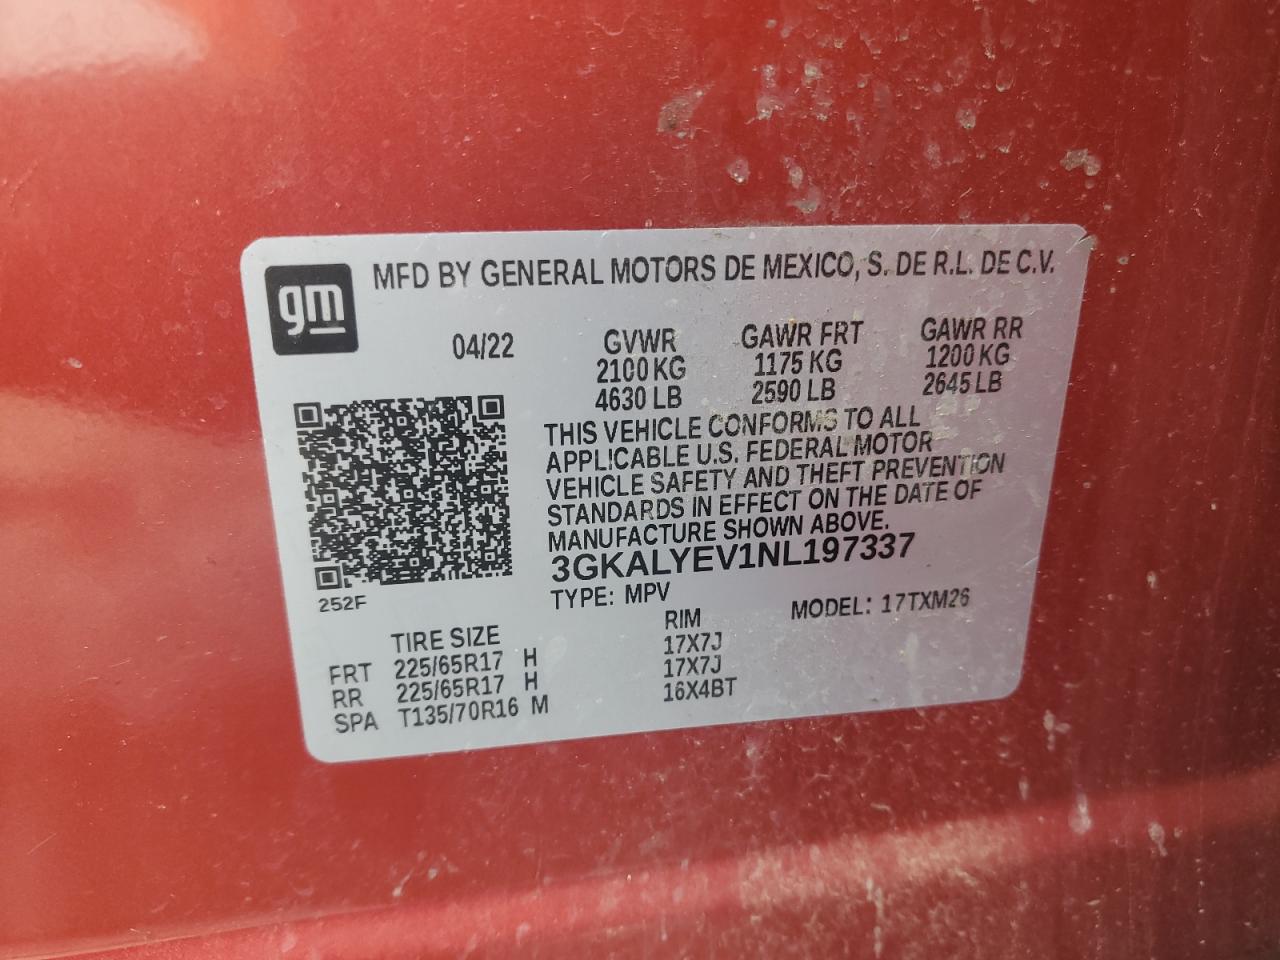 gm
MFD BY GENERAL MOTORS DE MEXICO, S. DE R.L. DE C.V.
04/22
GVWR GAWR FRT GAWR RR
2100 KG 1175 KG 1200 KG
4630 LB 2590 LB 2645 LB
THIS VEHICLE CONFORMS TO ALL
APPLICABLE U.S. FEDERAL MOTOR
VEHICLE SAFETY AND THEFT PREVENTION
STANDARDS IN EFFECT ON THE DATE OF
MANUFACTURE SHOWN ABOVE.
3GKALYEV1NL197337
252F
TYPE: MPV MODEL: 17TXM26
TIRE SIZE RIM
FRT 225/65R17 H 17X7J
RR 225/65R17 H 17X7J
SPA T135/70R16 M 16X4BT